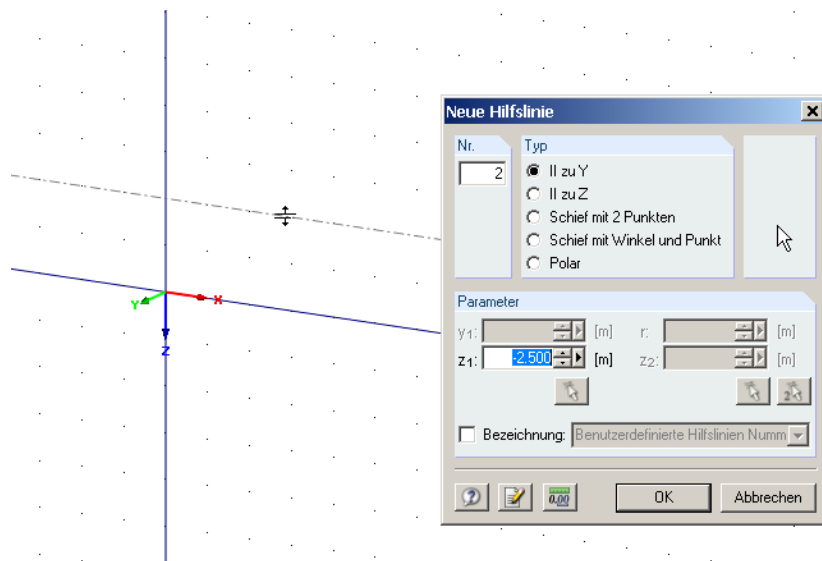 Neue Hilfslinie
Nr.
2
Typ
II zu Y
II zu Z
Schief mit 2 Punkten
Schief mit Winkel und Punkt
Polar
Parameter
y1: [m] r: [m]
z1: -2.500 [m] z2: [m]
2
Bezeichnung: Benutzerdefinierte Hilfslinien Numm
? 0.00 OK Abbrechen
Y X
Z